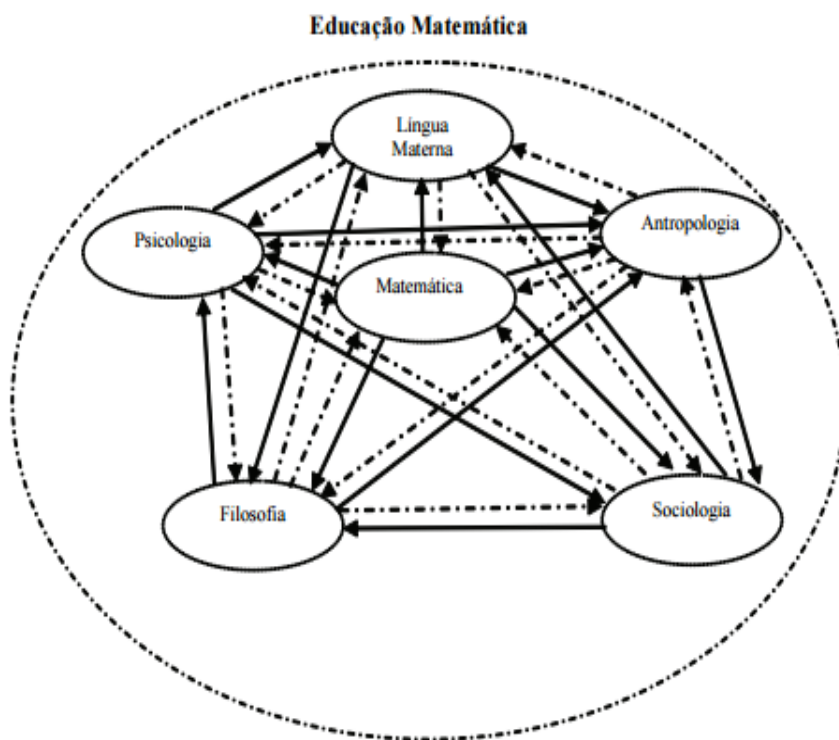 Educação Matemática
Língua
Materna
Psicologia
Antropologia
Matemática
Filosofia
Sociologia